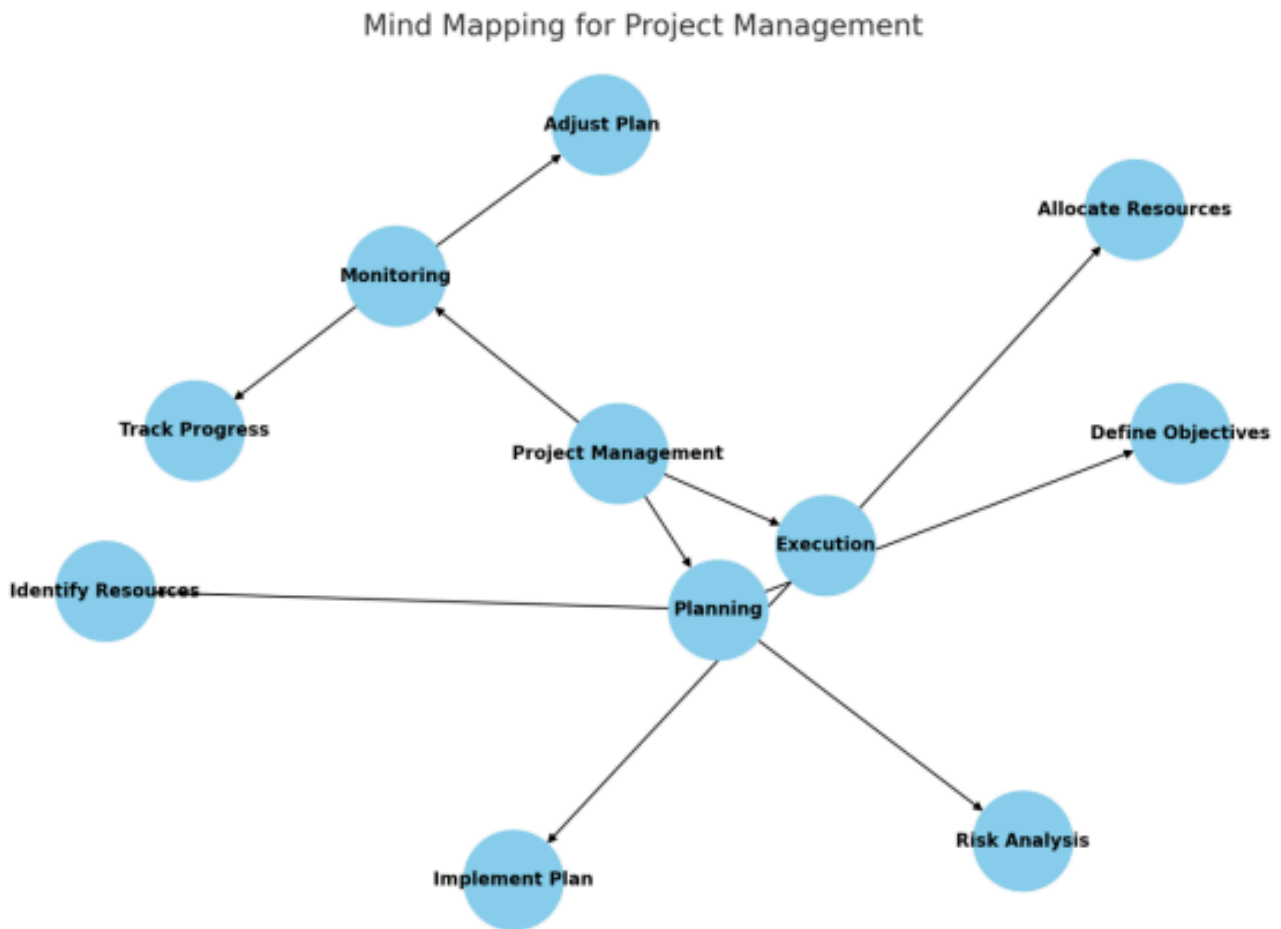 Mind Mapping for Project Management
Adjust Plan
Allocate Resources
Monitoring
Track Progress
Define Objectives
Project Management
Execution
Identify Resources
Planning
Risk Analysis
Implement Plan